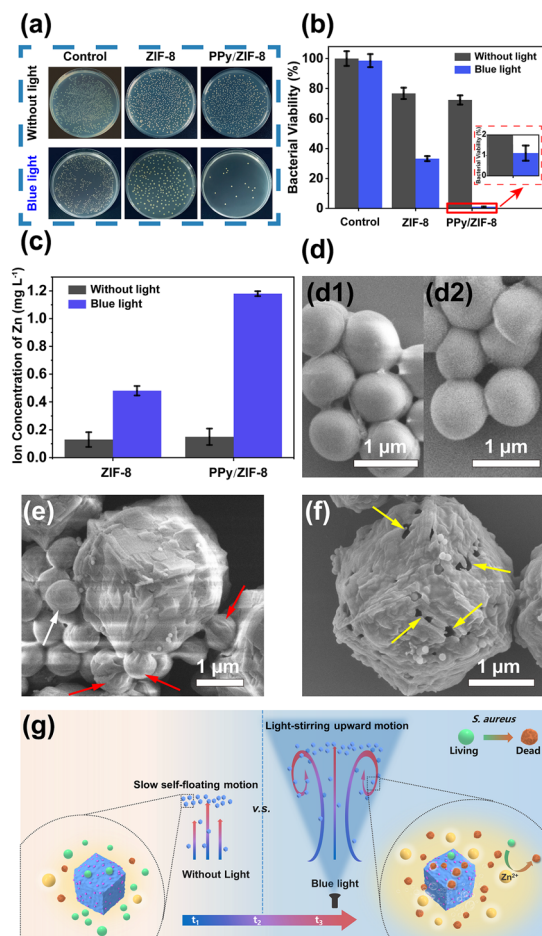 (a)
Control ZIF-8 PPy/ZIF-8
Without light
Blue light
(b)
Bacterial Viability (%)
100
80
60
40
20
0
Without light
Blue light
Bacterial Viability (%)
2
1
0
Control ZIF-8 PPy/ZIF-8
(c)
Ion Concentration of Zn (mg L⁻¹)
1.2
0.9
0.6
0.4
0.2
0.0
Without light
Blue light
ZIF-8 PPy/ZIF-8
(d)
(d1) (d2)
1 µm 1 µm
(e)
1 µm
(f)
1 µm
(g)
Light-stirring upward motion
S. aureus
Living Dead
Slow self-floating motion
v.s.
Without Light
Blue light
Zn²⁺
t₁ t₂ t₃